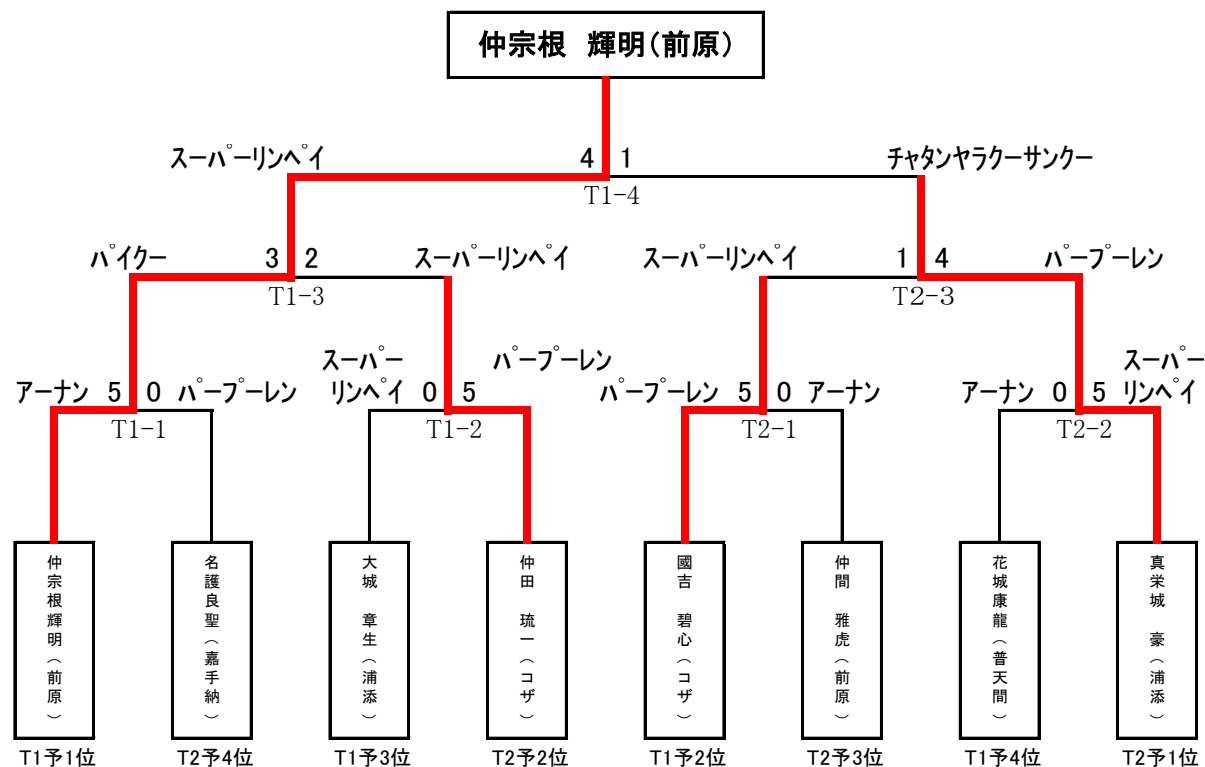 仲宗根　輝明(前原)
スーパーリンペイ 4 1 チャタンヤラクーサンクー
T1-4
パイクー 3 2 スーパーリンペイ スーパーリンペイ 1 4 パープーレン
T1-3 T2-3
スーパー パープーレン スーパー
アーナン 5 0 パープーレン リンペイ 0 5 パープーレン 5 0 アーナン アーナン 0 5 リンペイ
T1-1 T1-2 T2-1 T2-2
仲宗根輝明(前原)
名護良聖(嘉手納)
大城　章生(浦添)
仲田　琉一(コザ)
國吉　碧心(コザ)
仲間　雅虎(前原)
花城康龍(普天間)
真栄城　豪(浦添)
T1予1位 T2予4位 T1予3位 T2予2位 T1予2位 T2予3位 T1予4位 T2予1位